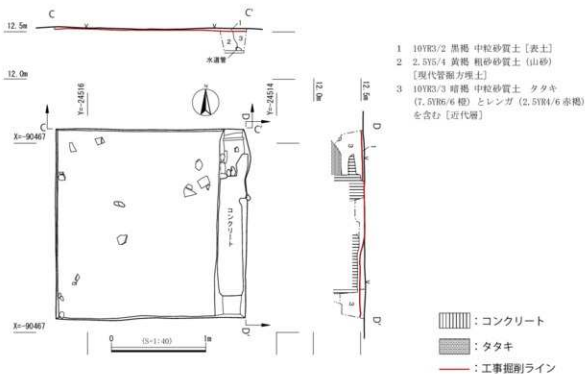 C
C'
12.5m
1
2
3
水道管
12.0m
Y=-24516
Y=-24514
12.0m
12.5m
X=-90467
C
C'
D
D
1
コンクリート
3
X=-90467
D'
D'
0
(S=1:40)
1m
1 10YR3/2 黒褐 中粒砂質土 [表土]
2 2.5Y5/4 黄褐 粗砂砂質土 (山砂)
[現代管掘方埋土]
3 10YR3/3 暗褐 中粒砂質土 タタキ
(7.5YR6/6 橙) とレンガ (2.5YR4/6 赤褐)
を含む [近代層]
：コンクリート
：タタキ
：工事掘削ライン